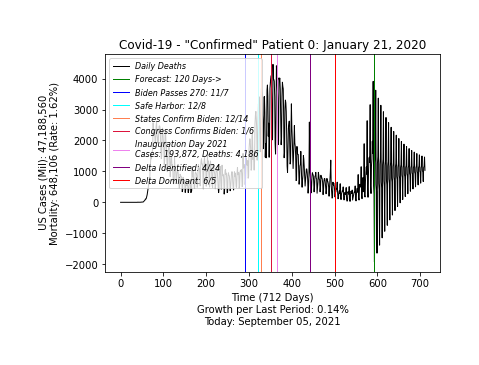 Covid-19 - "Confirmed" Patient 0: January 21, 2020
US Cases (Mil): 47,188,560
Mortality: 648,106 (Rate: 1.62%)
4000
3000
2000
1000
0
−1000
−2000
Daily Deaths
Forecast: 120 Days->
Biden Passes 270: 11/7
Safe Harbor: 12/8
States Confirm Biden: 12/14
Congress Confirms Biden: 1/6
Inauguration Day 2021
Cases: 193,872, Deaths: 4,186
Delta Identified: 4/24
Delta Dominant: 6/5
0 100 200 300 400 500 600 700
Time (712 Days)
Growth per Last Period: 0.14%
Today: September 05, 2021